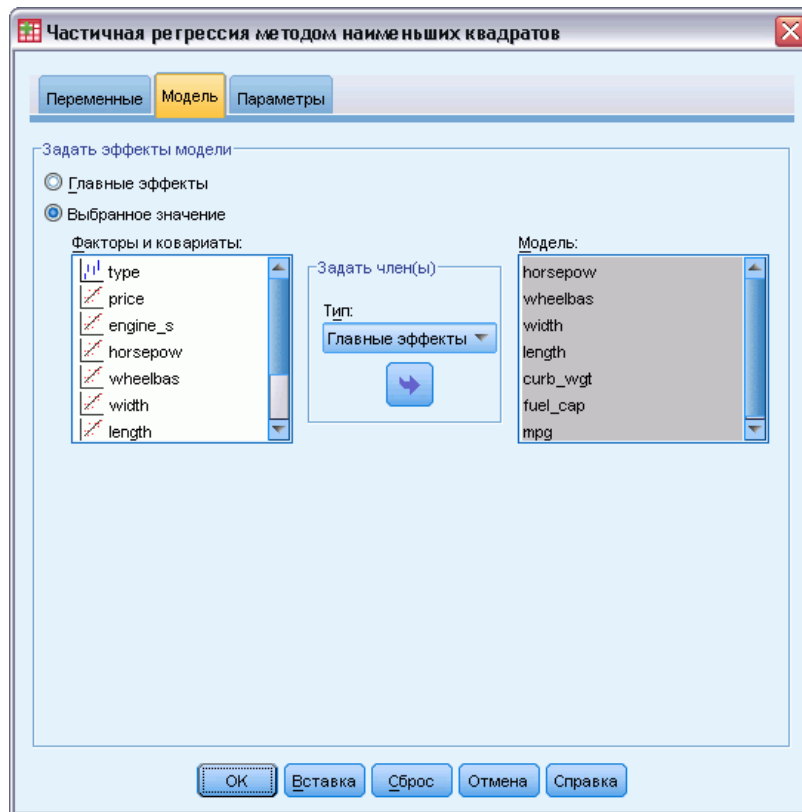 Частичная регрессия методом наименьших квадратов
Переменные
Модель
Параметры
Задать эффекты модели
Главные эффекты
Выбранное значение
Факторы и ковариаты:
type
price
engine_s
horsepow
wheelbas
width
length
Задать член(ы)
Тип:
Главные эффекты
Модель:
horsepow
wheelbas
width
length
curb_wgt
fuel_cap
mpg
OK
Вставка
Сброс
Отмена
Справка